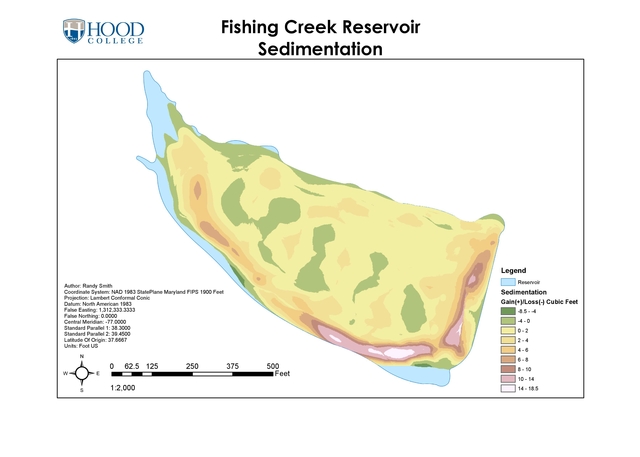 HOOD
COLLEGE
Fishing Creek Reservoir
Sedimentation
Author: Randy Smith
Coordinate System: NAD 1983 StatePlane Maryland FIPS 1900 Feet
Projection: Lambert Conformal Conic
Datum: North American 1983
False Easting: 1,312,333.3333
False Northing: 0.0000
Central Meridian: -77.0000
Standard Parallel 1: 38.3000
Standard Parallel 2: 39.4500
Latitude Of Origin: 37.6667
Units: Foot US
N
W E
S
0 62.5 125 250 375 500
Feet
1:2,000
Legend
Reservoir
Sedimentation
Gain(+)/Loss(-) Cubic Feet
-8.5 - -4
-4 - 0
0 - 2
2 - 4
4 - 6
6 - 8
8 - 10
10 - 14
14 - 18.5